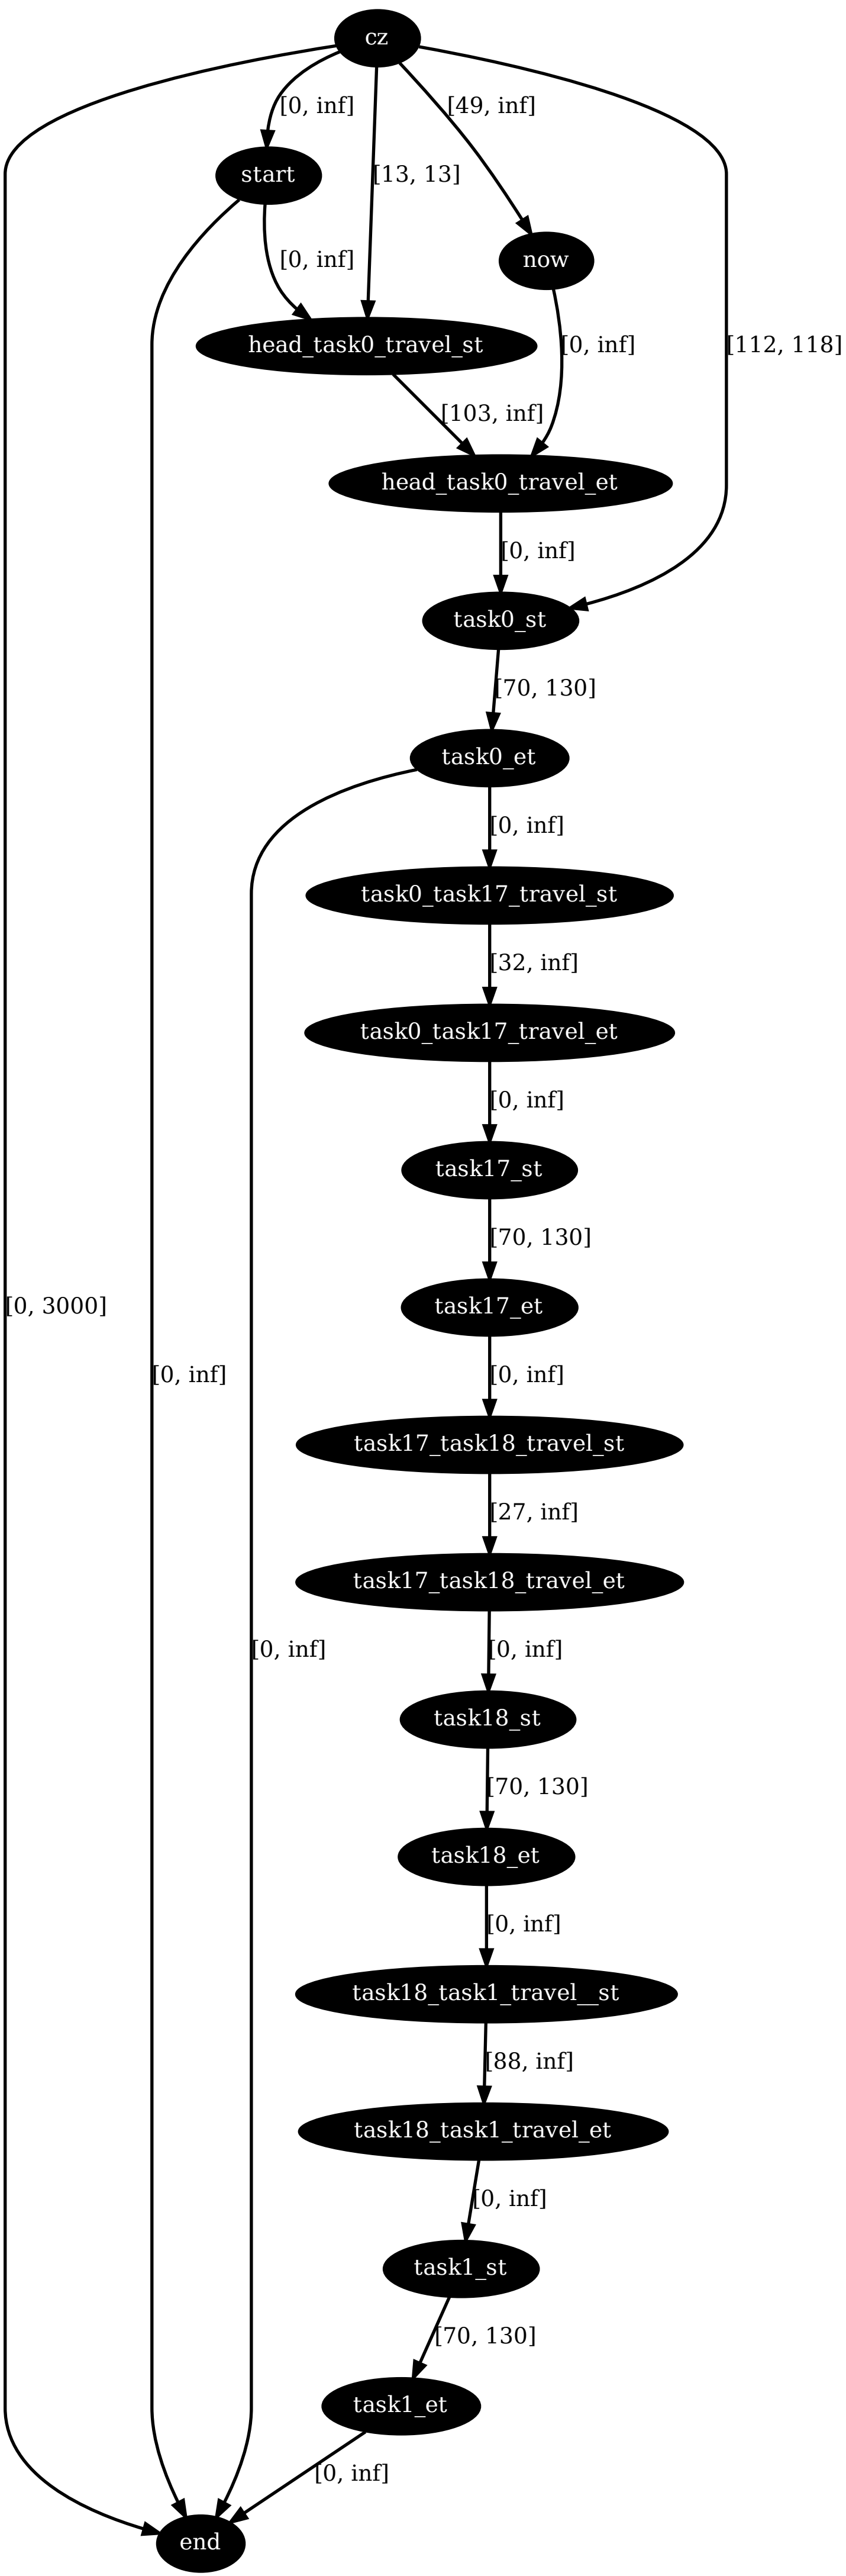 cz
[0, inf]
[49, inf]
start
[13, 13]
now
[0, inf]
head_task0_travel_st
[0, inf]
[112, 118]
[103, inf]
head_task0_travel_et
[0, inf]
task0_st
[70, 130]
task0_et
[0, inf]
task0_task17_travel_st
[32, inf]
task0_task17_travel_et
[0, inf]
task17_st
[70, 130]
[0, 3000]
task17_et
[0, inf]
[0, inf]
task17_task18_travel_st
[27, inf]
task17_task18_travel_et
[0, inf]
[0, inf]
task18_st
[70, 130]
task18_et
[0, inf]
task18_task1_travel__st
[88, inf]
task18_task1_travel_et
[0, inf]
task1_st
[70, 130]
task1_et
[0, inf]
end